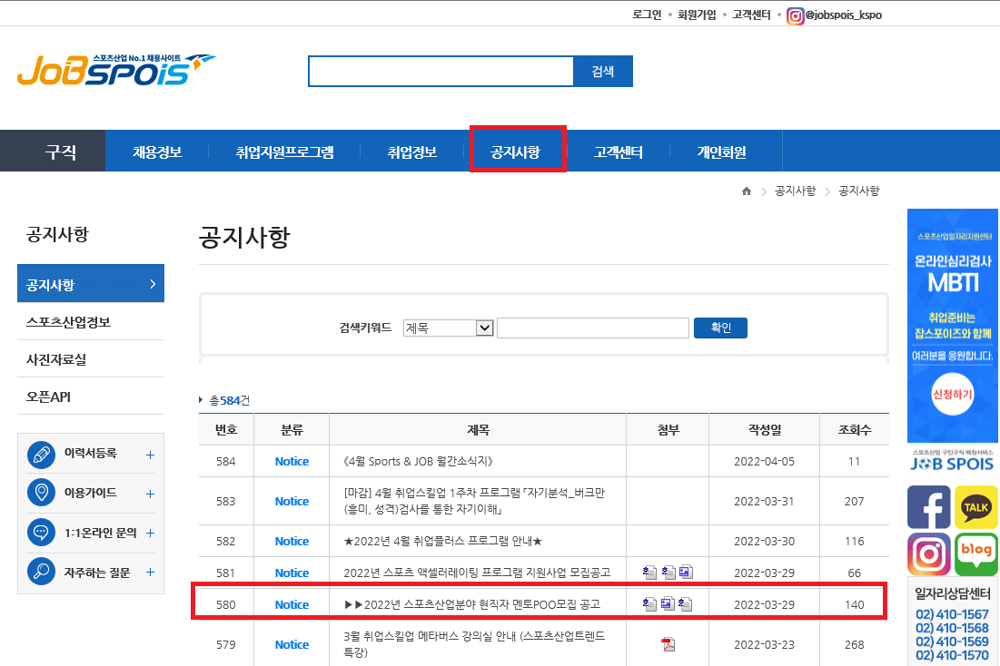 로그인 • 회원가입 • 고객센터 • @jobspois_kspo
스포츠산업 No.1 채용사이트
JOBSPOIS
검색
구직 채용정보 취업지원프로그램 취업정보 공지사항 고객센터 개인회원
공지사항 > 공지사항
공지사항
공지사항
스포츠산업정보
사진자료실
오픈API
이력서등록 +
이용가이드 +
1:1온라인 문의 +
자주하는 질문 +
공지사항
검색키워드 제목 확인
총584건
번호 분류 제목 첨부 작성일 조회수
584 Notice 《4월 Sports & JOB 월간소식지》 2022-04-05 11
583 Notice [마감] 4월 취업스킬업 1주차 프로그램 「자기분석_버크만 2022-03-31 207
(흥미, 성격)검사를 통한 자기이해」
582 Notice ★2022년 4월 취업플러스 프로그램 안내★ 2022-03-30 116
581 Notice 2022년 스포츠 액셀러레이팅 프로그램 지원사업 모집공고 2022-03-29 66
580 Notice ▶▶2022년 스포츠산업분야 현직자 멘토POO모집 공고 2022-03-29 140
579 Notice 3월 취업스킬업 메타버스 강의실 안내 (스포츠산업트렌드 2022-03-23 268
특강)
스포츠산업일자리지원센터
온라인심리검사
MBTI
취업준비는
잡스포이즈와 함께
여러분을 응원합니다.
신청하기
스포츠산업 구인구직 매칭서비스
JOB SPOIS
f
TALK
blog
일자리상담센터
02) 410-1567
02) 410-1568
02) 410-1569
02) 410-1570